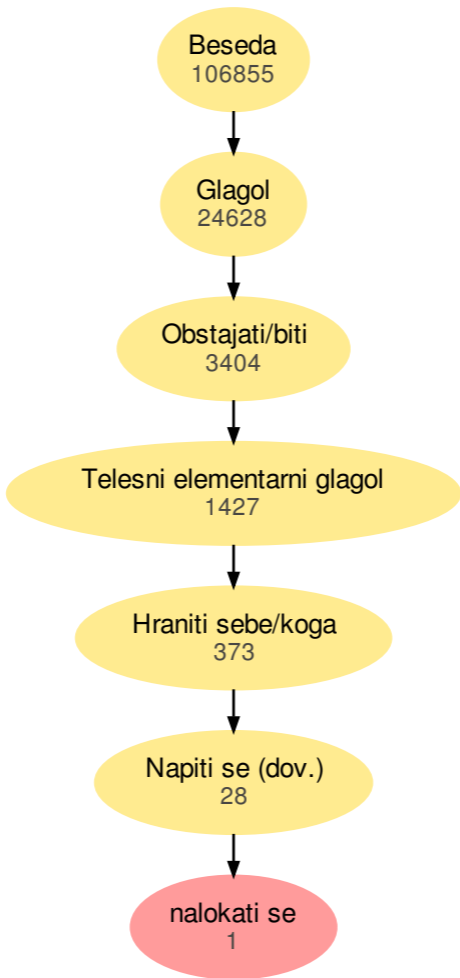 Beseda
106855
Glagol
24628
Obstajati/biti
3404
Telesni elementarni glagol
1427
Hraniti sebe/koga
373
Napiti se (dov.)
28
nalokati se
1